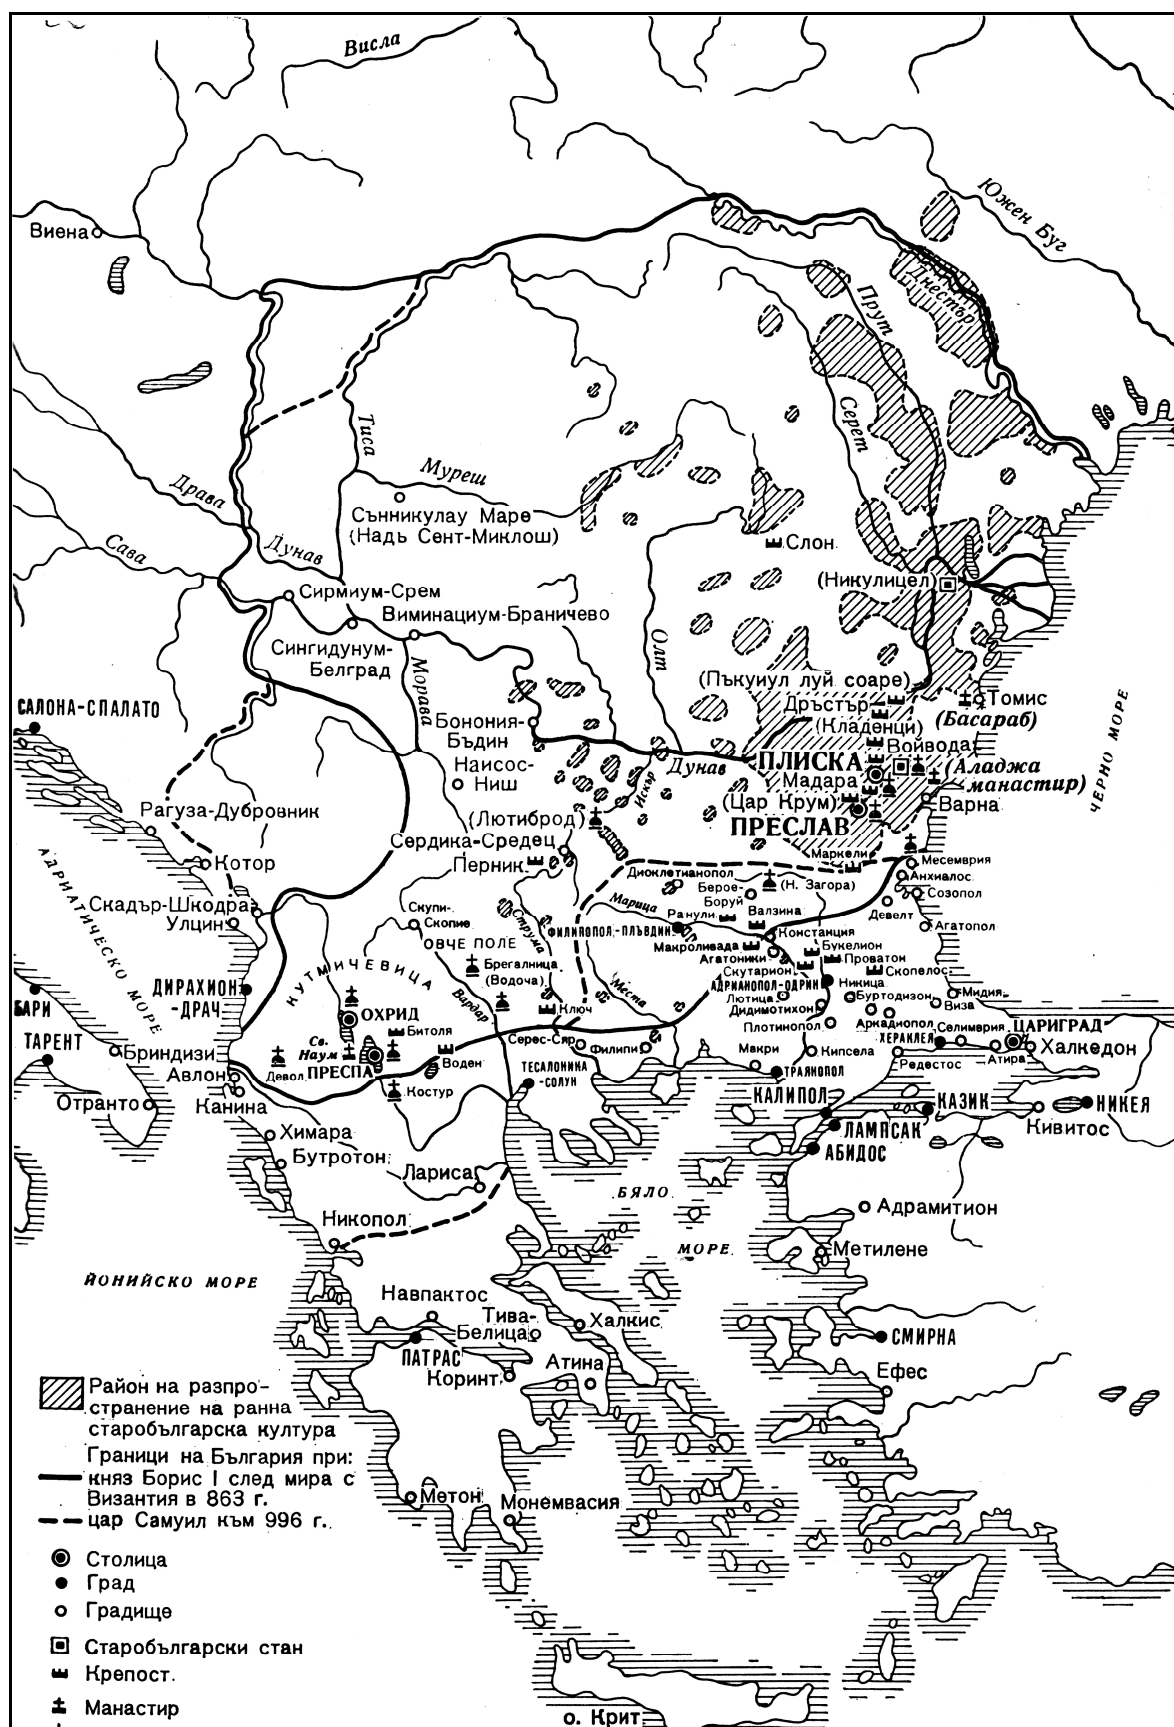 Висла
Южен Буг
Виена
Днестър
Прут
Серет
Тиса
Муреш
Сънникулау Маре
(Надь Сент-Миклош)
Драва
Сава
Дунав
Слон
(Никулицел)
Сирмиум-Срем
Виминациум-Браничево
Сингидунум-
Белград
Морава
Олт
(Пъкуиул луй соаре)
Дръстър
(Кладенци)
Томис
(Басараб)
САЛОНА-СПАЛАТО
Бонония-
Бъдин
Войвода
ПЛИСКА
Дунав
Мадара
(Аладжа
манастир)
Наисос-
Ниш
Искър
(Цар Крум)
Варна
ПРЕСЛАВ
ЧЕРНО МОРЕ
Рагуза-Дубровник
(Лютиброд)
Сердика-Средец
Перник
Маркели
Месемврия
Котор
Диоклетианопол
Берое-
Боруй
(Н. Загора)
Анхиалос
Созопол
АДРИАТИЧЕСКО МОРЕ
Скадър-Шкодра
Улцин
Скупи-
Скопие
Струма
Марица
Ранули
Валзина
Девелт
ФИЛИПОПОЛ-ПЛЪВДИН
Констанция
Агатопол
ОВЧЕ ПОЛЕ
Макроливада
Агатоники
Букелион
Проватон
Брегалница
(Водоча)
Скутарион
Скопелос
КУТМИЧЕВИЦА
Вардар
Места
АДРИАНОПОЛ-ОДРИН
Никица
ДИРАХИОН
-ДРАЧ
Лютица
Буртодизон
Мидия
Виза
БАРИ
ОХРИД
Ключ
Дидимотихон
Битоля
Плотинопол
Аркадиопол
Селимврия
ЦАРИГРАД
ТАРЕНТ
Бриндизи
Св.
Наум
ПРЕСПА
Девол
Воден
Серес-Сяр
Филипи
Макри
Кипсела
ХЕРАКЛЕЯ
Редестос
Атира
Халкедон
Авлон
Канина
Отранто
Костур
ТЕСАЛОНИКА
-СОЛУН
ТРАЯНОПОЛ
КАЛИПОЛ
КАЗИК
НИКЕЯ
Кивитос
Химара
Бутротон
ЛАМПСАК
АБИДОС
Лариса
БЯЛО
МОРЕ
Адрамитион
Никопол
Метилене
ЙОНИЙСКО МОРЕ
Навпактос
Тива-
Белица
Халкис
СМИРНА
ПАТРАС
Коринт
Атина
Ефес
Район на разпро-
странение на ранна
старобългарска култура
Граници на България при:
княз Борис I след мира с
Византия в 863 г.
цар Самуил към 996 г.
Метон
Монемвасия
Столица
Град
Градище
Старобългарски стан
Крепост.
Манастир
о. Крит